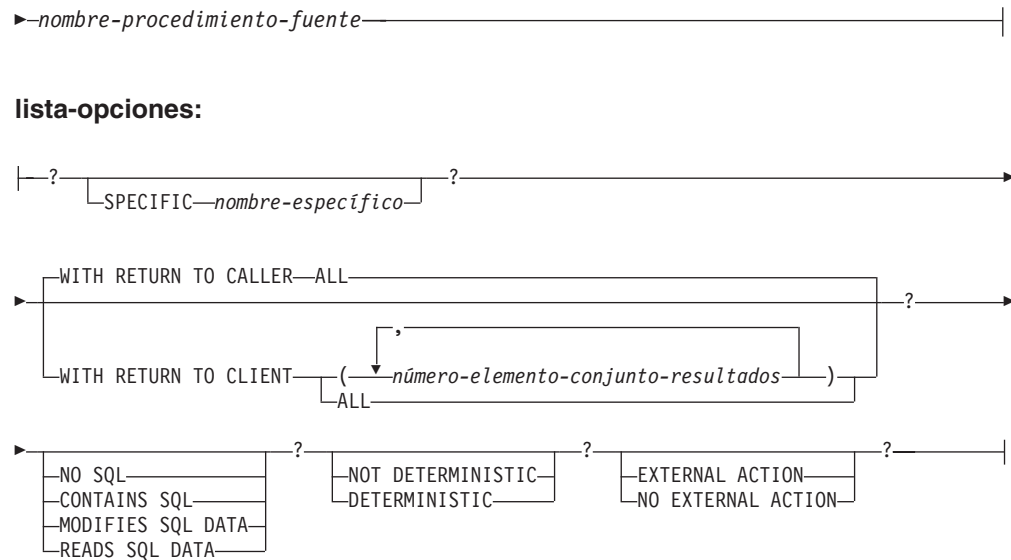 nombre-procedimiento-fuente
lista-opciones:
? SPECIFIC nombre-específico ?
WITH RETURN TO CALLER ALL
?
,
WITH RETURN TO CLIENT ( número-elemento-conjunto-resultados )
ALL
? ? ?
NO SQL NOT DETERMINISTIC EXTERNAL ACTION
CONTAINS SQL DETERMINISTIC NO EXTERNAL ACTION
MODIFIES SQL DATA
READS SQL DATA